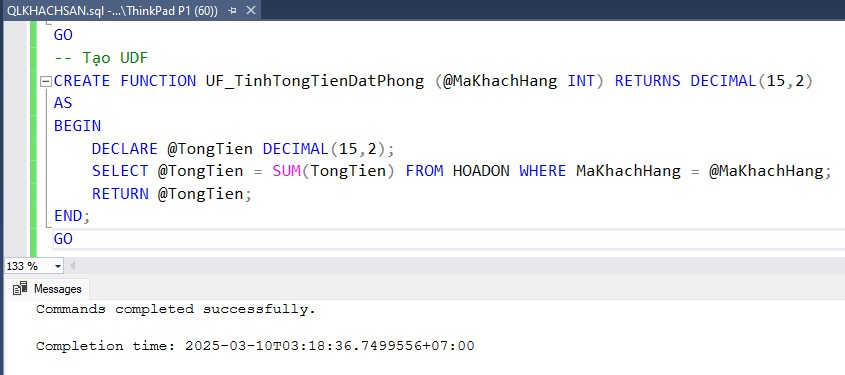 QLKHACHSAN.sql -...\ThinkPad P1 (60))
GO
-- Tạo UDF
CREATE FUNCTION UF_TinhTongTienDatPhong (@MaKhachHang INT) RETURNS DECIMAL(15,2)
AS
BEGIN
DECLARE @TongTien DECIMAL(15,2);
SELECT @TongTien = SUM(TongTien) FROM HOADON WHERE MaKhachHang = @MaKhachHang;
RETURN @TongTien;
END;
GO
133 %
Messages
Commands completed successfully.
Completion time: 2025-03-10T03:18:36.7499556+07:00